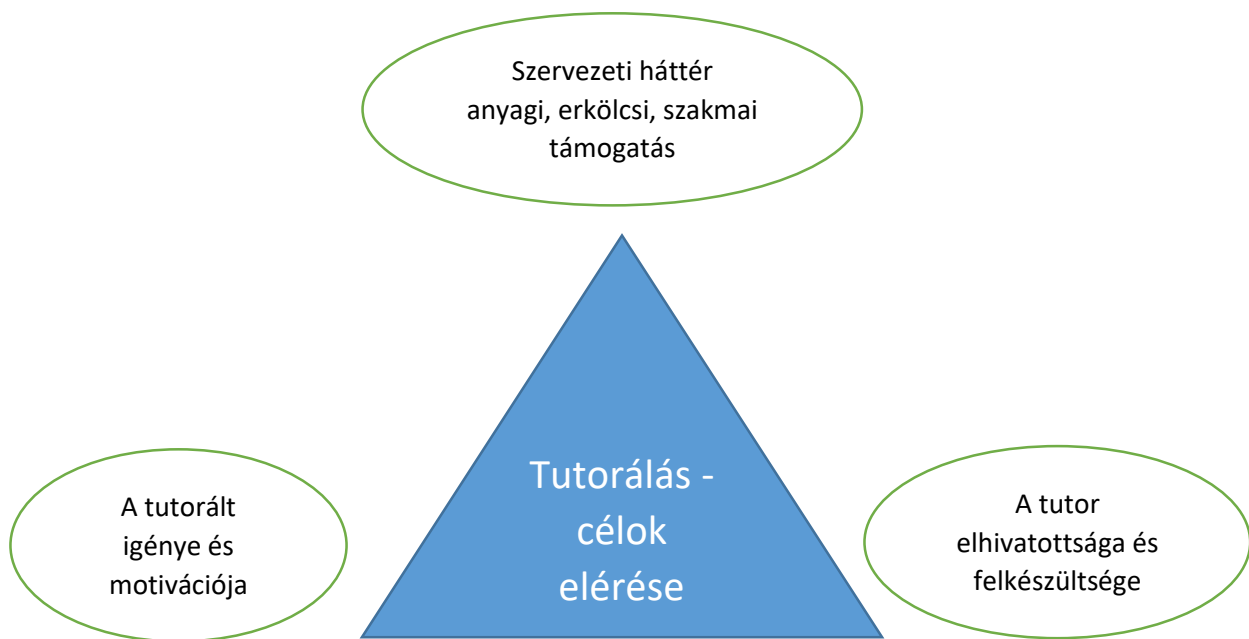 Szervezeti háttér
anyagi, erkölcsi, szakmai
támogatás
Tutorálás -
célok
elérése
A tutorált
igénye és
motivációja
A tutor
elhivatottsága és
felkészültsége